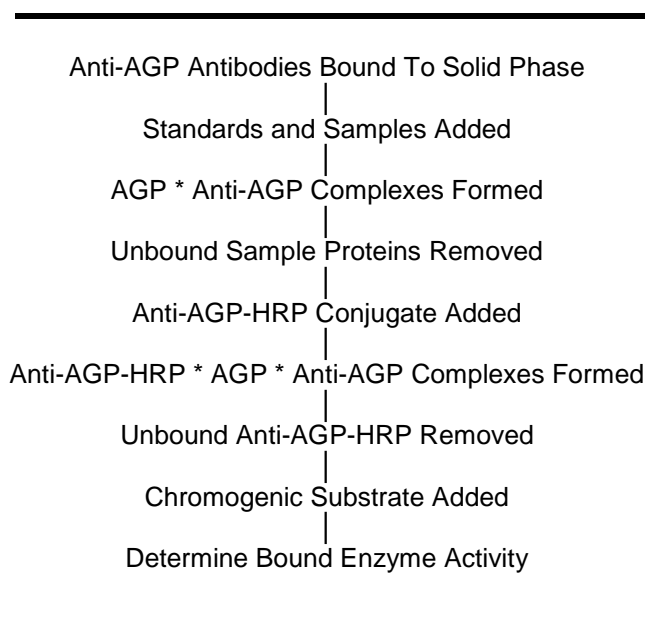 Anti-AGP Antibodies Bound To Solid Phase
Standards and Samples Added
AGP * Anti-AGP Complexes Formed
Unbound Sample Proteins Removed
Anti-AGP-HRP Conjugate Added
Anti-AGP-HRP * AGP * Anti-AGP Complexes Formed
Unbound Anti-AGP-HRP Removed
Chromogenic Substrate Added
Determine Bound Enzyme Activity